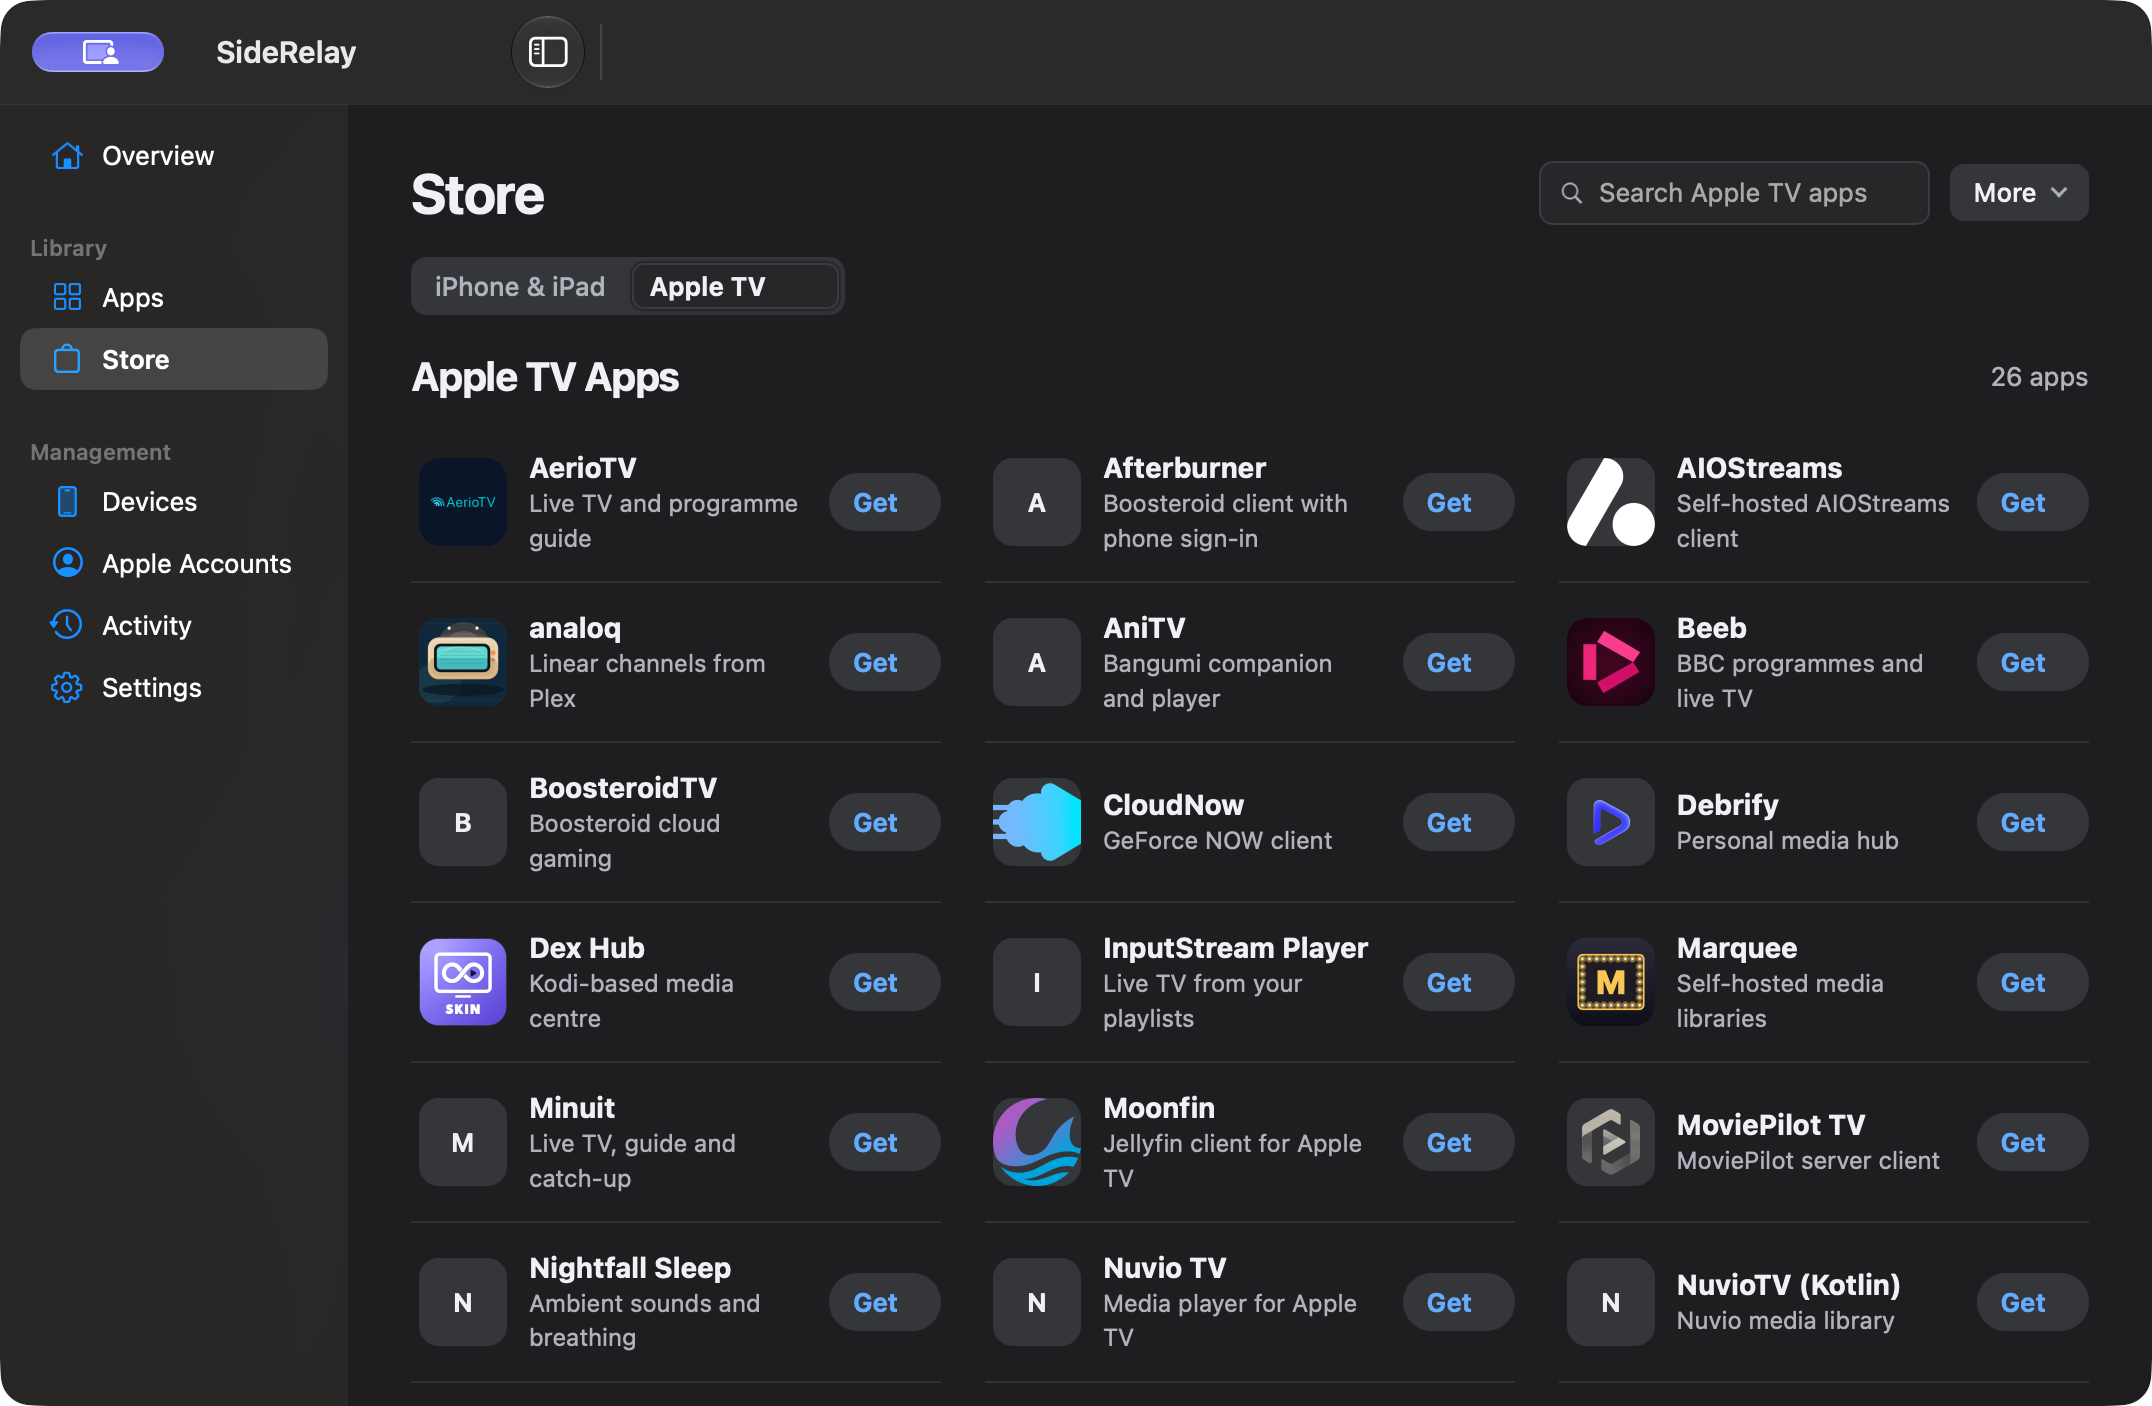 SideRelay
Overview
Library
Apps
Store
Management
Devices
Apple Accounts
Activity
Settings
Store
Search Apple TV apps
More
iPhone & iPad
Apple TV
Apple TV Apps
26 apps
AerioTV
AerioTV
Live TV and programme
guide
Get
A
Afterburner
Boosteroid client with
phone sign-in
Get
AIOStreams
Self-hosted AIOStreams
client
Get
analoq
Linear channels from
Plex
Get
A
AniTV
Bangumi companion
and player
Get
Beeb
BBC programmes and
live TV
Get
B
BoosteroidTV
Boosteroid cloud
gaming
Get
CloudNow
GeForce NOW client
Get
Debrify
Personal media hub
Get
SKIN
Dex Hub
Kodi-based media
centre
Get
I
InputStream Player
Live TV from your
playlists
Get
M
Marquee
Self-hosted media
libraries
Get
M
Minuit
Live TV, guide and
catch-up
Get
Moonfin
Jellyfin client for Apple
TV
Get
MoviePilot TV
MoviePilot server client
Get
N
Nightfall Sleep
Ambient sounds and
breathing
Get
N
Nuvio TV
Media player for Apple
TV
Get
N
NuvioTV (Kotlin)
Nuvio media library
Get